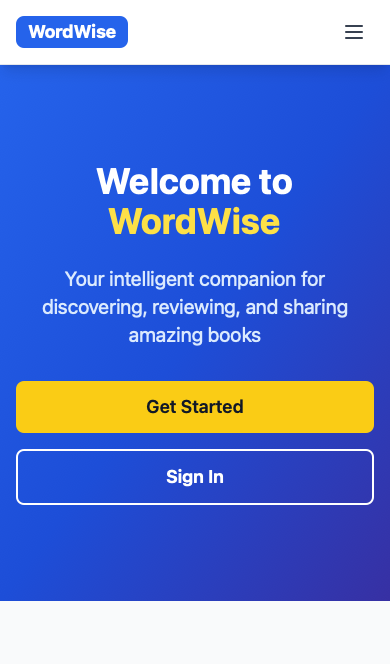 WordWise
Welcome to
WordWise
Your intelligent companion for
discovering, reviewing, and sharing
amazing books
Get Started
Sign In